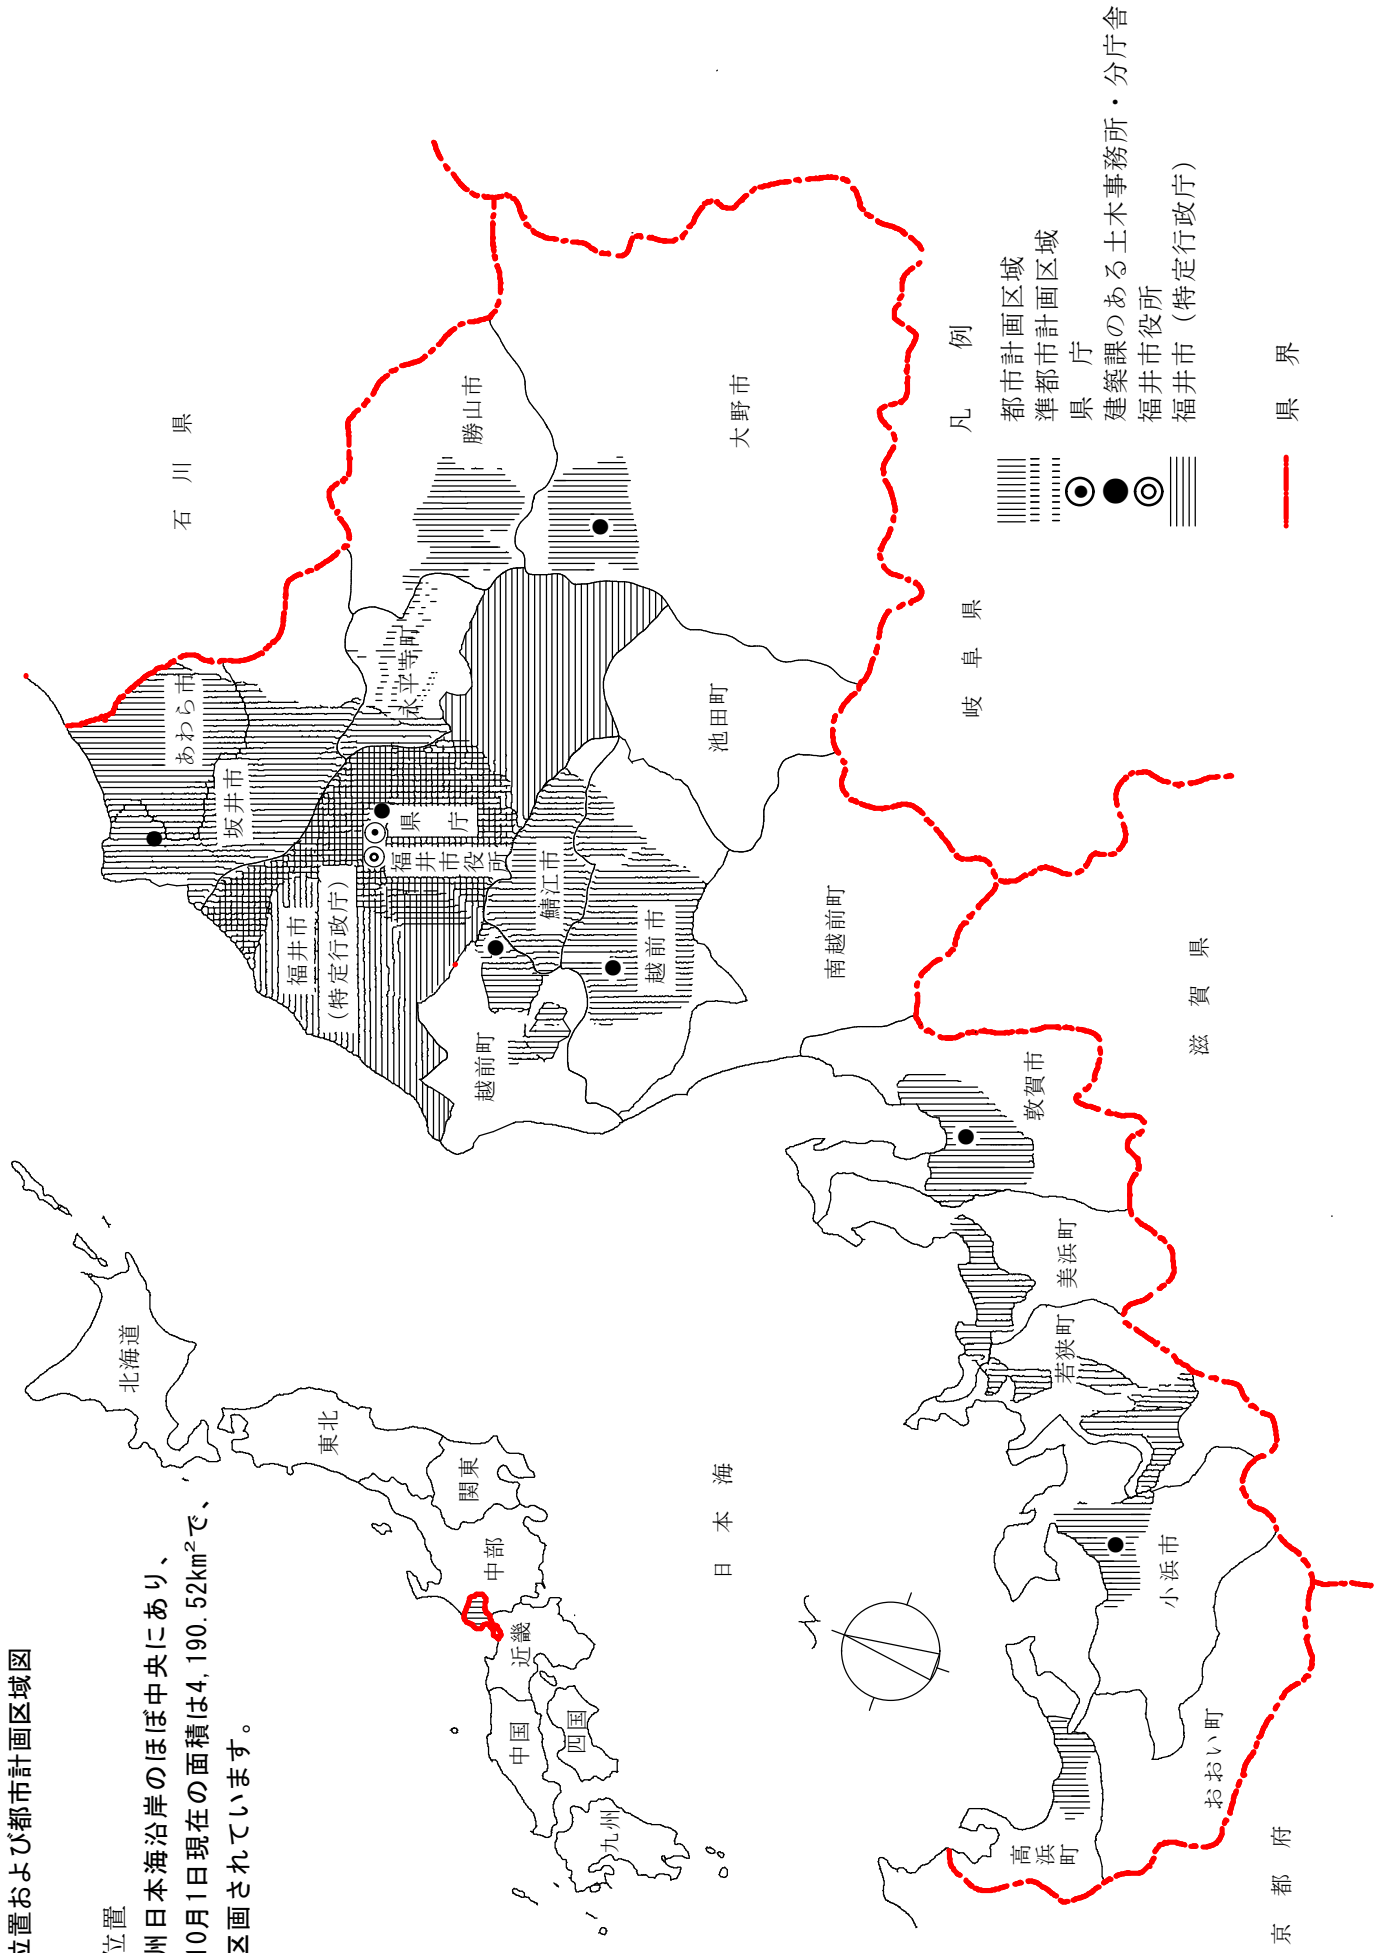 位置および都市計画区域図
位置
州日本海沿岸のほぼ中央にあり、
10月1日現在の面積は4,190.52km²で、
区画されています。
北海道
東北
関東
中部
近畿
中国
四国
九州
日本海
石川県
あわら市
坂井市
永平寺町
勝山市
大野市
県庁
福井市役所
福井市
(特定行政庁)
鯖江市
越前市
越前町
池田町
南越前町
敦賀市
美浜町
若狭町
小浜市
おおい町
高浜町
岐阜県
滋賀県
京都府
凡例
都市計画区域
準都市計画区域
県庁
建築課のある土木事務所・分庁舎
福井市役所
福井市(特定行政庁)
県界